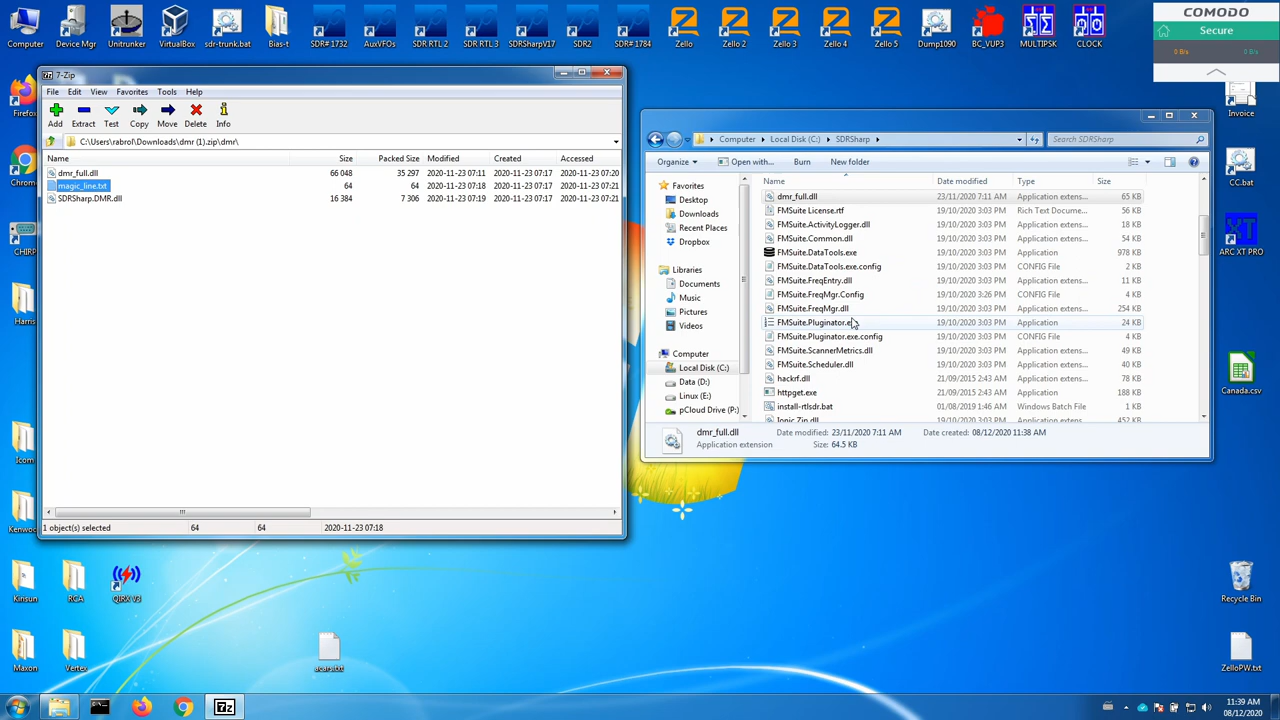 Computer
Device Mgr
Unitrunker
VirtualBox
sdr-trunk.bat
Bias-t
SDR# 1732
AuxVFOs
SDR RTL 2
SDR RTL 3
SDRSharpV17
SDR2
SDR# 1784
Zello
Zello 2
Zello 3
Zello 4
Zello 5
Dump1090
BC_VUP3
MULTIPSK
CLOCK
COMODO
Secure
0 B/s
0 B/s
7-Zip
File Edit View Favorites Tools Help
Add Extract Test Copy Move Delete Info
C:\Users\rabrol\Downloads\dmr (1).zip\dmr\
Name Size Packed Size Modified Created Accessed
dmr_full.dll 66 048 35 297 2020-11-23 07:11 2020-11-23 07:17 2020-11-23 07:20
magic_line.txt 64 64 2020-11-23 07:18 2020-11-23 07:17 2020-11-23 07:21
SDRSharp.DMR.dll 16 384 7 306 2020-11-23 07:19 2020-11-23 07:17 2020-11-23 07:21
1 object(s) selected 64 64 2020-11-23 07:18
Computer Local Disk (C:) SDRSharp
Search SDRSharp
Organize Open with... Burn New folder
Favorites
Desktop
Downloads
Recent Places
Dropbox
Libraries
Documents
Music
Pictures
Videos
Computer
Local Disk (C:)
Data (D:)
Linux (E:)
pCloud Drive (P:)
Name Date modified Type Size
dmr_full.dll 23/11/2020 7:11 AM Application extens... 65 KB
FMSuite License.rtf 19/10/2020 3:03 PM Rich Text Docume... 56 KB
FMSuite.ActivityLogger.dll 19/10/2020 3:03 PM Application extens... 18 KB
FMSuite.Common.dll 19/10/2020 3:03 PM Application extens... 54 KB
FMSuite.DataTools.exe 19/10/2020 3:03 PM Application 978 KB
FMSuite.DataTools.exe.config 19/10/2020 3:03 PM CONFIG File 2 KB
FMSuite.FreqEntry.dll 19/10/2020 3:03 PM Application extens... 11 KB
FMSuite.FreqMgr.Config 19/10/2020 3:26 PM CONFIG File 4 KB
FMSuite.FreqMgr.dll 19/10/2020 3:03 PM Application extens... 254 KB
FMSuite.Pluginator.e 19/10/2020 3:03 PM Application 24 KB
FMSuite.Pluginator.exe.config 19/10/2020 3:03 PM CONFIG File 4 KB
FMSuite.ScannerMetrics.dll 19/10/2020 3:03 PM Application extens... 49 KB
FMSuite.Scheduler.dll 19/10/2020 3:03 PM Application extens... 40 KB
hackrf.dll 21/09/2015 2:43 AM Application extens... 78 KB
httpget.exe 21/09/2015 2:43 AM Application 188 KB
install-rtlsdr.bat 01/08/2019 1:46 AM Windows Batch File 1 KB
Ionic.Zip.dll
dmr_full.dll Date modified: 23/11/2020 7:11 AM Date created: 08/12/2020 11:38 AM
Application extension Size: 64.5 KB
Firefox
Chrome
CHIRP
Harris
Icom
Kenwood
Kinsun
RCA
QIRX V3
Maxon
Vertex
acars.txt
Invoice
CC.bat
ARC XT PRO
Canada.csv
Recycle Bin
ZelloPW.txt
7z
11:39 AM
08/12/2020